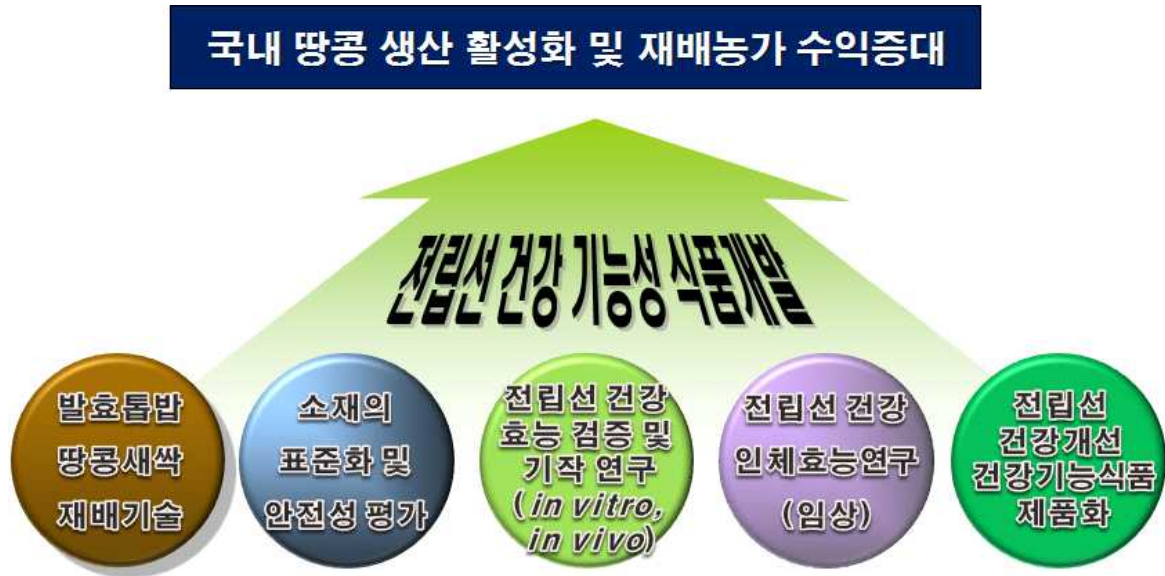 국내 땅콩 생산 활성화 및 재배농가 수익증대
전립선 건강 기능성 식품개발
발효톱밥
땅콩새싹
재배기술
소재의
표준화 및
안전성 평가
전립선 건강
효능 검증 및
기작 연구
(in vitro,
in vivo)
전립선 건강
인체효능연구
(임상)
전립선
건강개선
건강기능식품
제품화